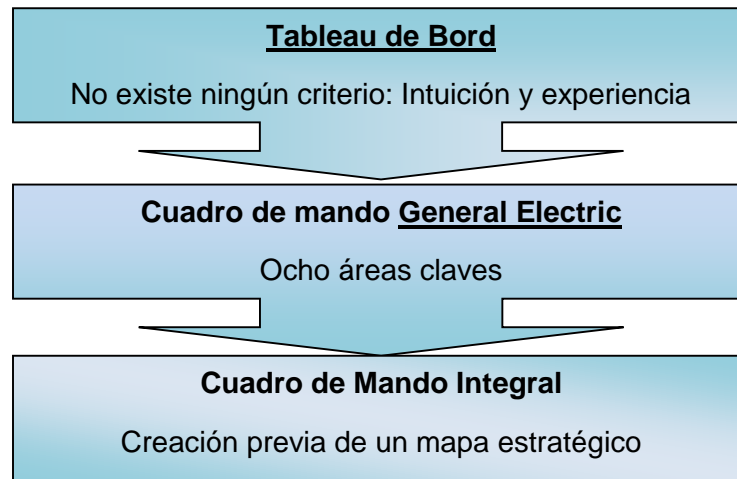 Tableau de Bord
No existe ningún criterio: Intuición y experiencia
Cuadro de mando General Electric
Ocho áreas claves
Cuadro de Mando Integral
Creación previa de un mapa estratégico